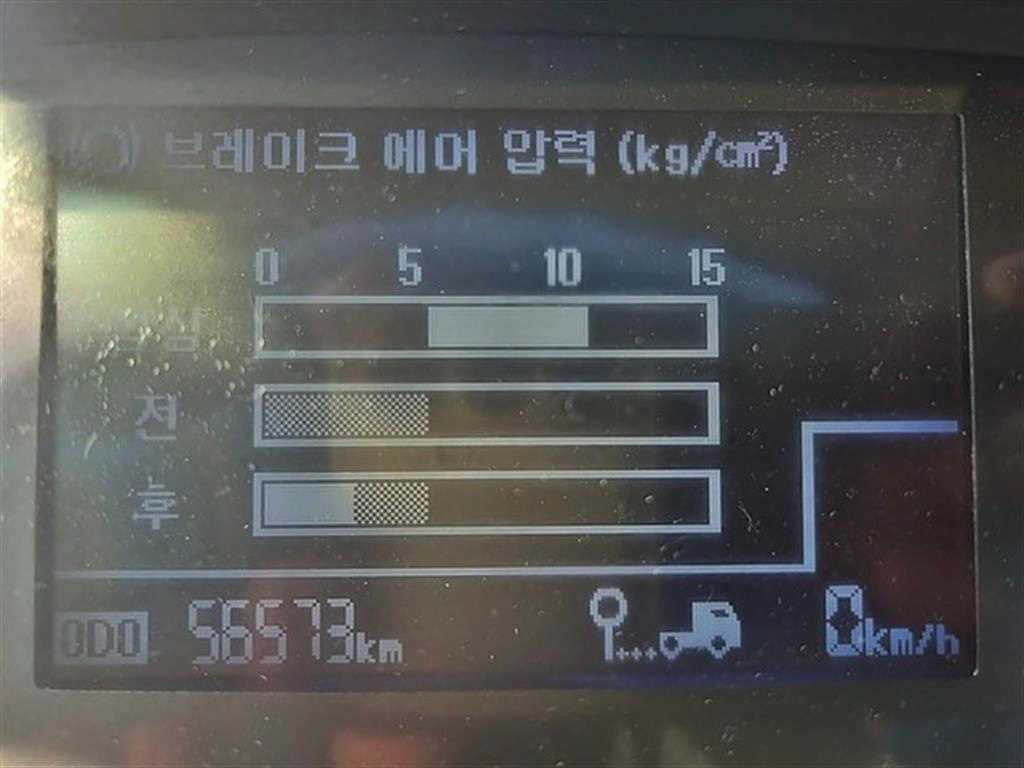 브레이크 에어 압력 (kg/cm²)
0 5 10 15
전
후
ODO 56573km 0km/h